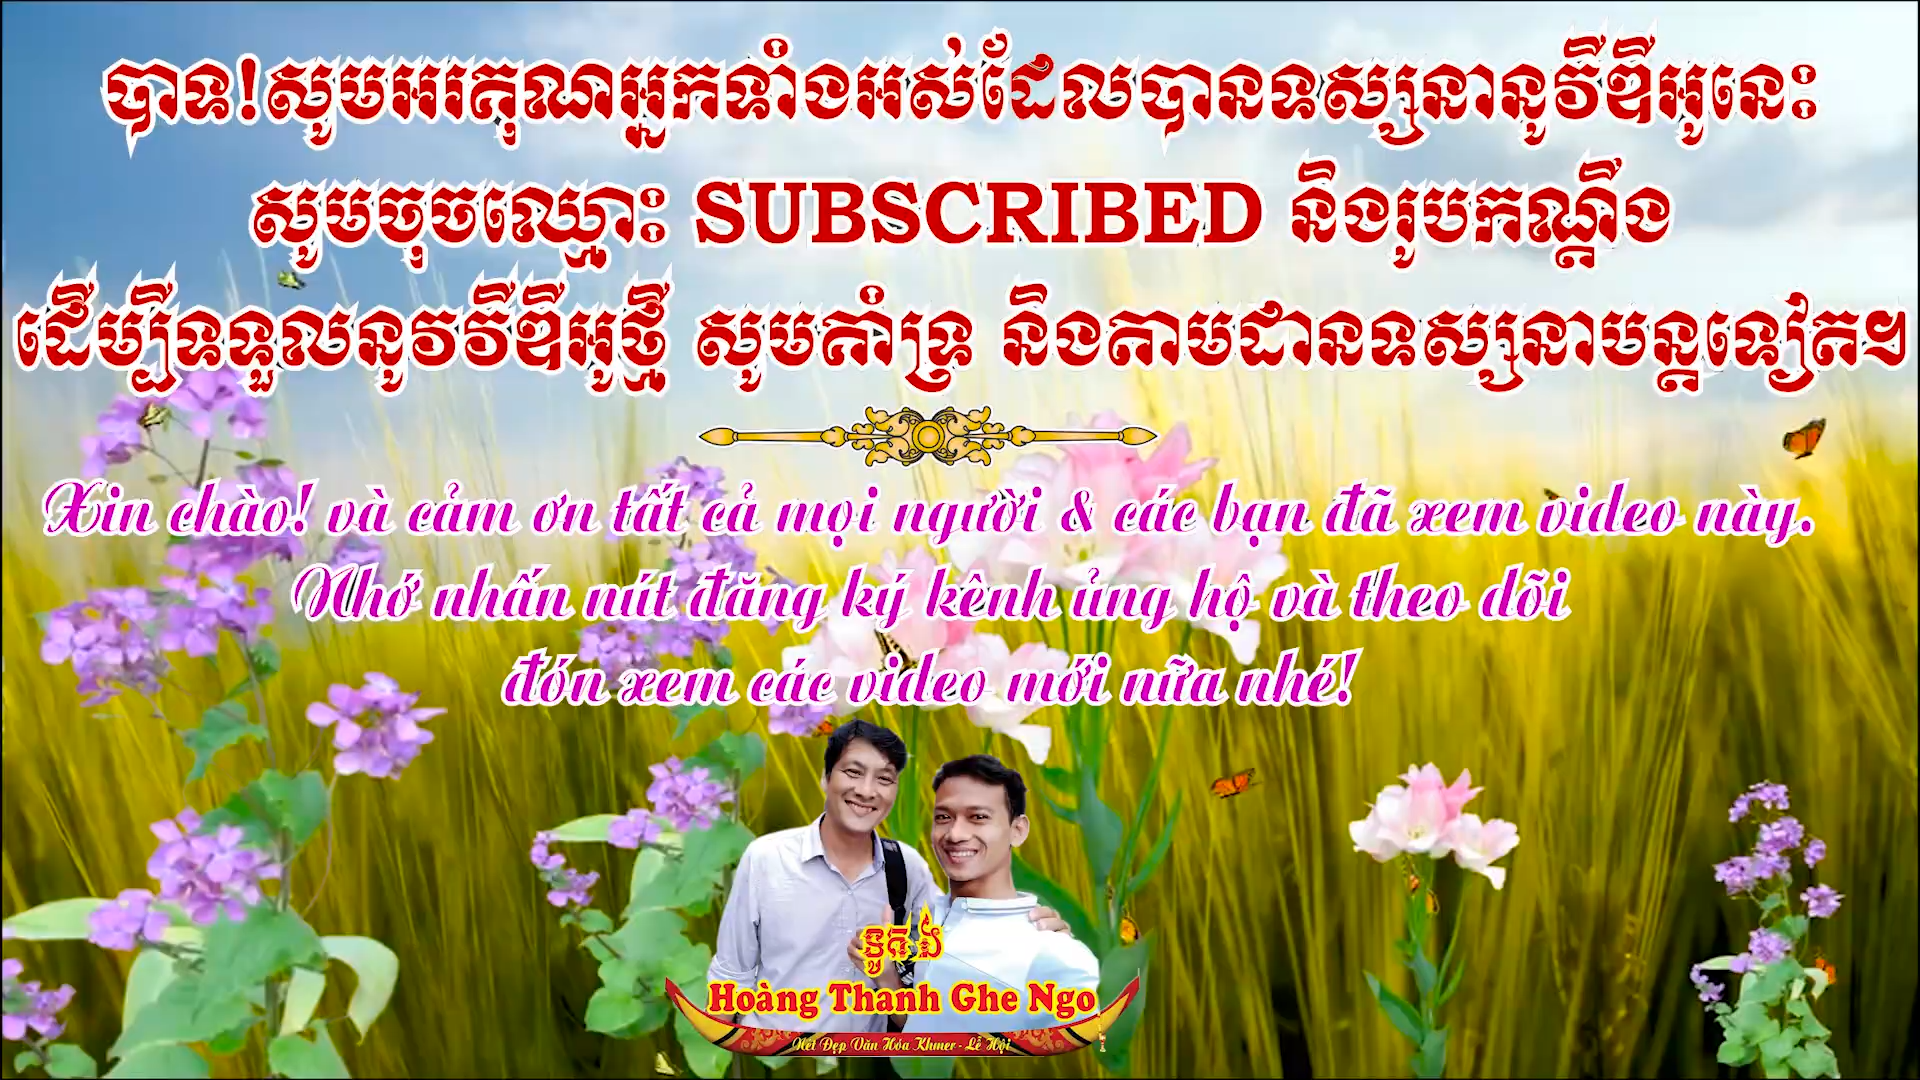 បាទ!សូមអរគុណអ្នកទាំងអស់ដែលបានទស្សនានូវីឌីអូនេះ
សូមចុចឈ្មោះ SUBSCRIBED និងរូបកណ្ដឹង
ដើម្បីទទួលនូវវីឌីអូថ្មី សូមគាំទ្រ និងតាមដានទស្សនាបន្តទៀត។
Xin chào! và cảm ơn tất cả mọi người & các bạn đã xem video này.
Nhớ nhấn nút đăng ký kênh ủng hộ và theo dõi
đón xem các video mới nữa nhé!
ទូកង
Hoàng Thanh Ghe Ngo
Nét Đẹp Văn Hóa Khmer - Lễ Hội